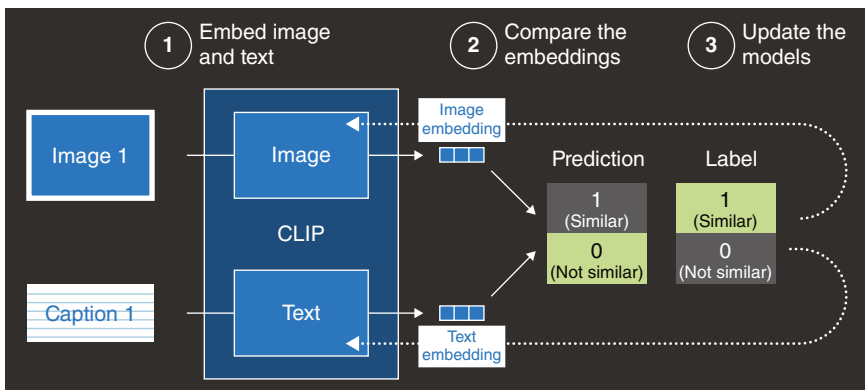 1 Embed image
and text
2 Compare the
embeddings
3 Update the
models
Image
embedding
Image 1
Image
Prediction
Label
1
(Similar)
1
(Similar)
CLIP
0
(Not similar)
0
(Not similar)
Caption 1
Text
Text
embedding